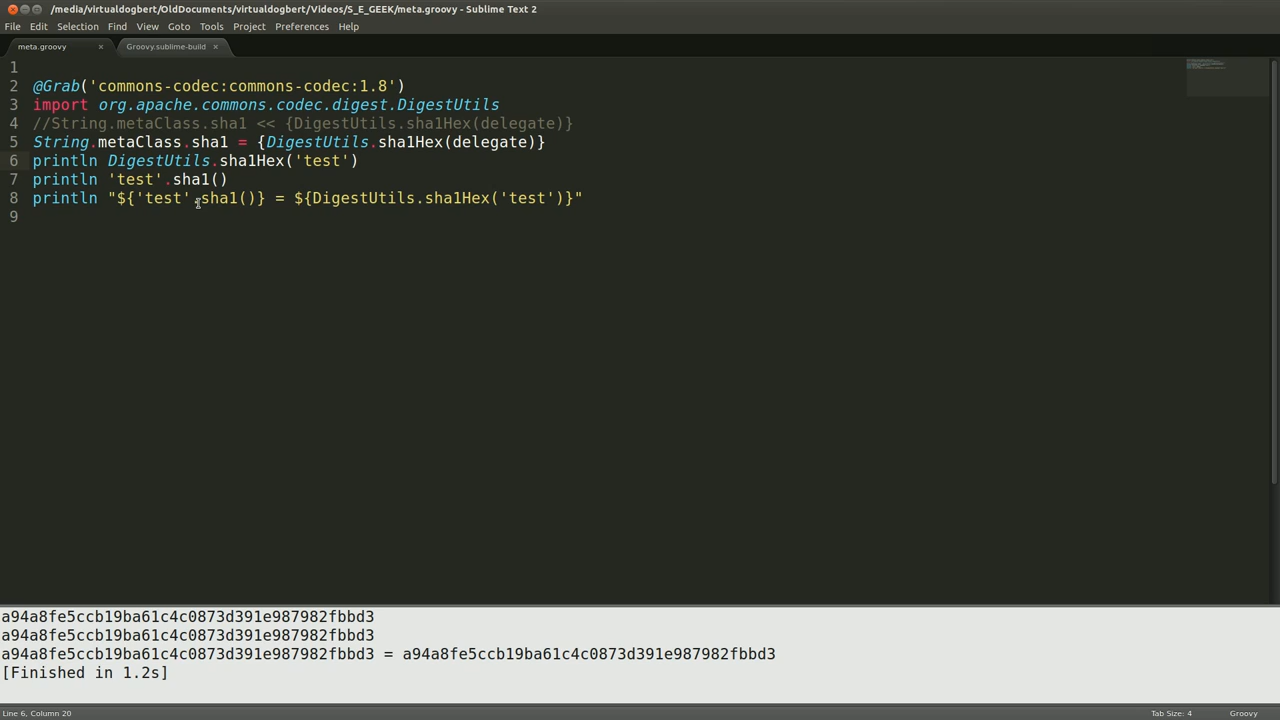 /media/virtualdogbert/OldDocuments/virtualdogbert/Videos/S_E_GEEK/meta.groovy - Sublime Text 2
File Edit Selection Find View Goto Tools Project Preferences Help
meta.groovy × Groovy.sublime-build ×
1
2 @Grab('commons-codec:commons-codec:1.8')
3 import org.apache.commons.codec.digest.DigestUtils
4 //String.metaClass.sha1 << {DigestUtils.sha1Hex(delegate)}
5 String.metaClass.sha1 = {DigestUtils.sha1Hex(delegate)}
6 println DigestUtils.sha1Hex('test')
7 println 'test'.sha1()
8 println "${'test'.sha1()} = ${DigestUtils.sha1Hex('test')}"
9
a94a8fe5ccb19ba61c4c0873d391e987982fbbd3
a94a8fe5ccb19ba61c4c0873d391e987982fbbd3
a94a8fe5ccb19ba61c4c0873d391e987982fbbd3 = a94a8fe5ccb19ba61c4c0873d391e987982fbbd3
[Finished in 1.2s]
Line 6, Column 20 Tab Size: 4 Groovy